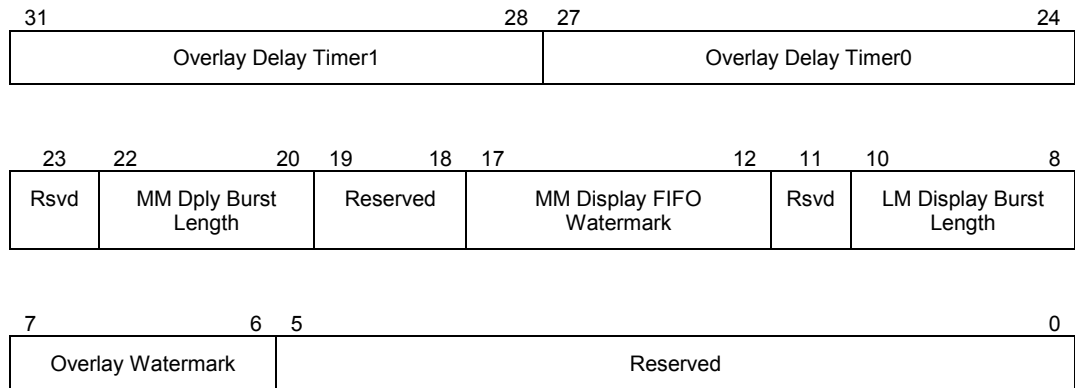 31 28 27 24
Overlay Delay Timer1 Overlay Delay Timer0
23 22 20 19 18 17 12 11 10 8
Rsvd MM Dply Burst Reserved MM Display FIFO Rsvd LM Display Burst
Length Watermark Length
7 6 5 0
Overlay Watermark Reserved